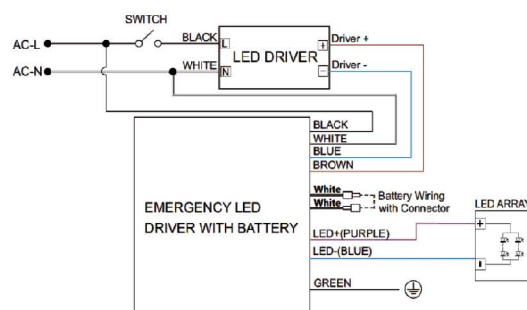 SWITCH
AC-L
BLACK
L
LED DRIVER
+
Driver +
AC-N
WHITE
N
−
Driver -
BLACK
WHITE
BLUE
BROWN
White
White
Battery Wiring
with Connector
EMERGENCY LED
DRIVER WITH BATTERY
LED+(PURPLE)
LED-(BLUE)
GREEN
LED ARRAY
+
-